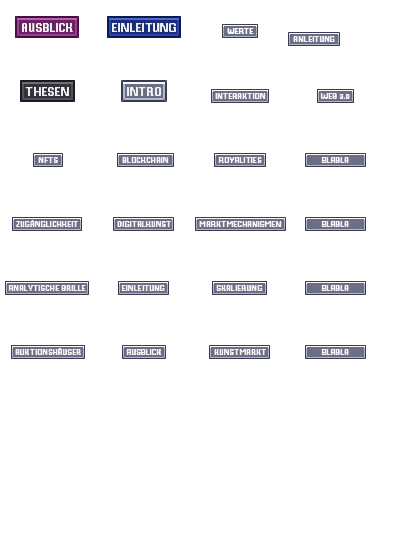 AUSBLICK EINLEITUNG WERTE
ANLEITUNG
THESEN INTRO INTERAKTION WEB 3.0
NFTS BLOCKCHAIN ROYALITIES BLABLA
ZUGÄNGLICHKEIT DIGITALKUNST MARKTMECHANISMEN BLABLA
ANALYTISCHE BRILLE EINLEITUNG SKALIERUNG BLABLA
AUKTIONSHÄUSER AUSBLICK KUNSTMARKT BLABLA